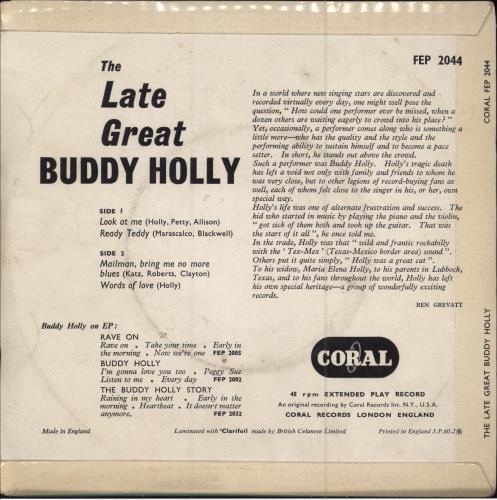 FEP 2044
The
Late
Great
BUDDY HOLLY
SIDE 1
Look at me (Holly, Petty, Allison)
Ready Teddy (Marascalco, Blackwell)
SIDE 2
Mailman, bring me no more
blues (Katz, Roberts, Clayton)
Words of love (Holly)
In a world where new singing stars are discovered and
recorded virtually every day, one might well pose the
question, " How could one performer ever be missed, when a
dozen others are waiting eagerly to crowd into his place ? "
Yet, occasionally, a performer comes along who is something a
little more—who has the quality and the style and the
performing ability to sustain himself and to become a pace
setter. In short, he stands out above the crowd.
Such a performer was Buddy Holly. Holly's tragic death
has left a void not only with family and friends to whom he
was very close, but to other legions of record-buying fans as
well, each of whom felt close to the singer in his, or her, own
special way.
Holly's life was one of alternate frustration and success. The
kid who started in music by playing the piano and the violin,
" got sick of them both and took up the guitar. That was
the start of it all ", he once told me.
In the trade, Holly was that " wild and frantic rockabilly
with the ' Tex-Mex ' (Texas-Mexico border area) sound ".
Others put it quite simply, " Holly was a great cat ".
To his widow, Maria Elena Holly, to his parents in Lubbock,
Texas, and to his fans throughout the world, Holly has left
his own special heritage—a group of wonderfully exciting
records.
REN GREVATT
Buddy Holly on EP :
RAVE ON
Rave on . Take your time . Early in
the morning . Now we're one FEP 2005
BUDDY HOLLY
I'm gonna love you too . Peggy Sue
Listen to me . Every day FEP 2002
THE BUDDY HOLLY STORY
Raining in my heart . Early in the
morning . Heartbeat . It doesn't matter
anymore. FEP 2032
CORAL
45 rpm EXTENDED PLAY RECORD
An original recording by Coral Records Inc. N.Y., U.S.A.
CORAL RECORDS LONDON ENGLAND
Made in England
Laminated with 'Clarifoil made by British Celanese Limited
Printed in England J.P.60.2
CORAL FEP 2044
THE LATE GREAT BUDDY HOLLY